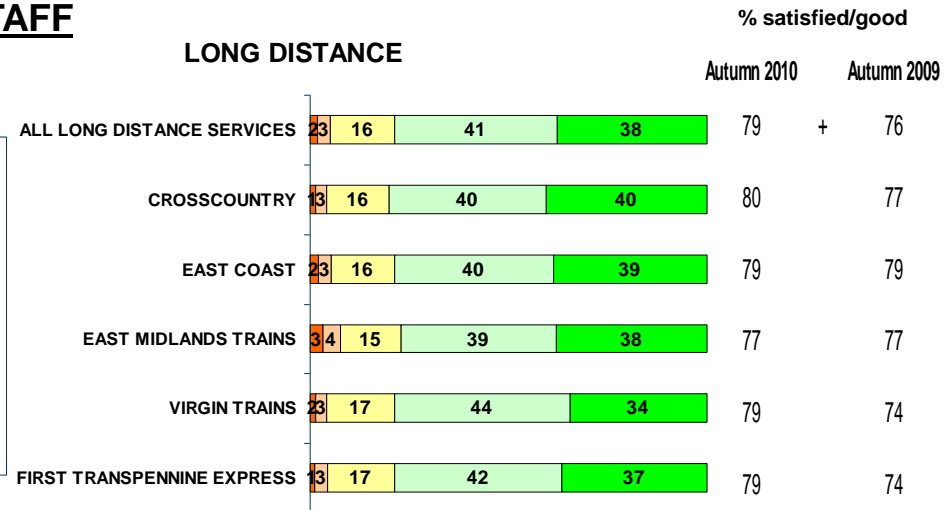 TAFF
% satisfied/good
LONG DISTANCE
Autumn 2010 Autumn 2009
ALL LONG DISTANCE SERVICES 2 3 16 41 38 79 + 76
CROSSCOUNTRY 1 3 16 40 40 80 77
EAST COAST 2 3 16 40 39 79 79
EAST MIDLANDS TRAINS 3 4 15 39 38 77 77
VIRGIN TRAINS 2 3 17 44 34 79 74
FIRST TRANSPENNINE EXPRESS 1 3 17 42 37 79 74